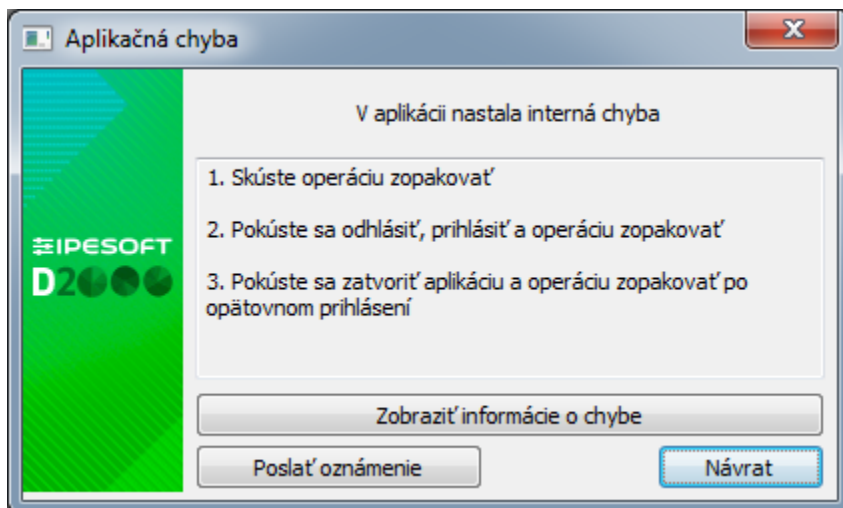 Aplikačná chyba
V aplikácii nastala interná chyba
1. Skúste operáciu zopakovať
2. Pokúste sa odhlásiť, prihlásiť a operáciu zopakovať
3. Pokúste sa zatvoriť aplikáciu a operáciu zopakovať po
opätovnom prihlásení
IPESOFT
D2000
Zobraziť informácie o chybe
Poslať oznámenie
Návrat